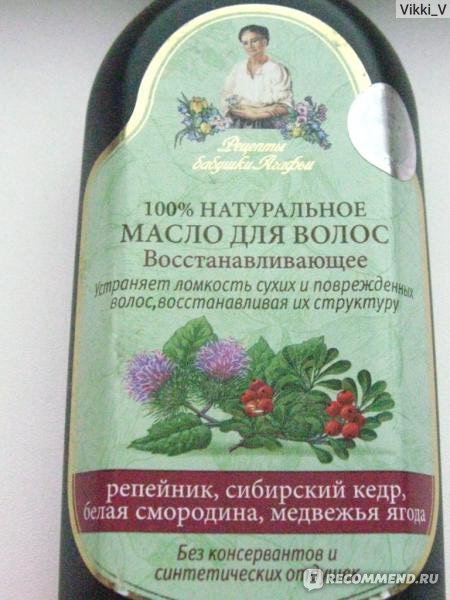 Vikki_V
Рецепты
бабушки Агафьи
100% НАТУРАЛЬНОЕ
МАСЛО ДЛЯ ВОЛОС
Восстанавливающее
Устраняет ломкость сухих и поврежденных
волос,восстанавливая их структуру
репейник, сибирский кедр,
белая смородина, медвежья ягода
Без консервантов и
синтетических
iRECOMMEND.RU